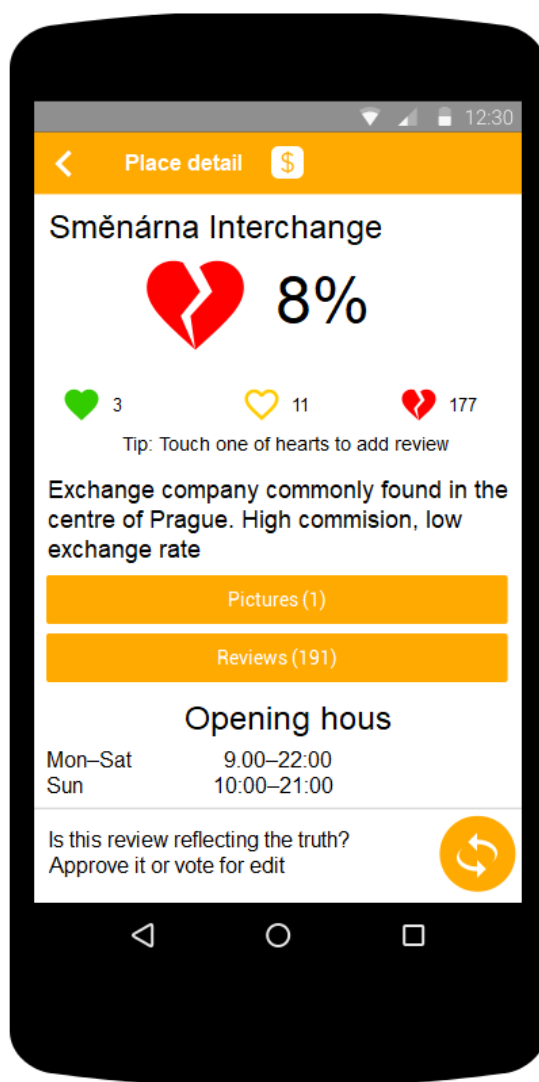 12:30
Place detail $
Směnárna Interchange
8%
3 11 177
Tip: Touch one of hearts to add review
Exchange company commonly found in the
centre of Prague. High commision, low
exchange rate
Pictures (1)
Reviews (191)
Opening hous
Mon–Sat 9.00–22:00
Sun 10:00–21:00
Is this review reflecting the truth?
Approve it or vote for edit